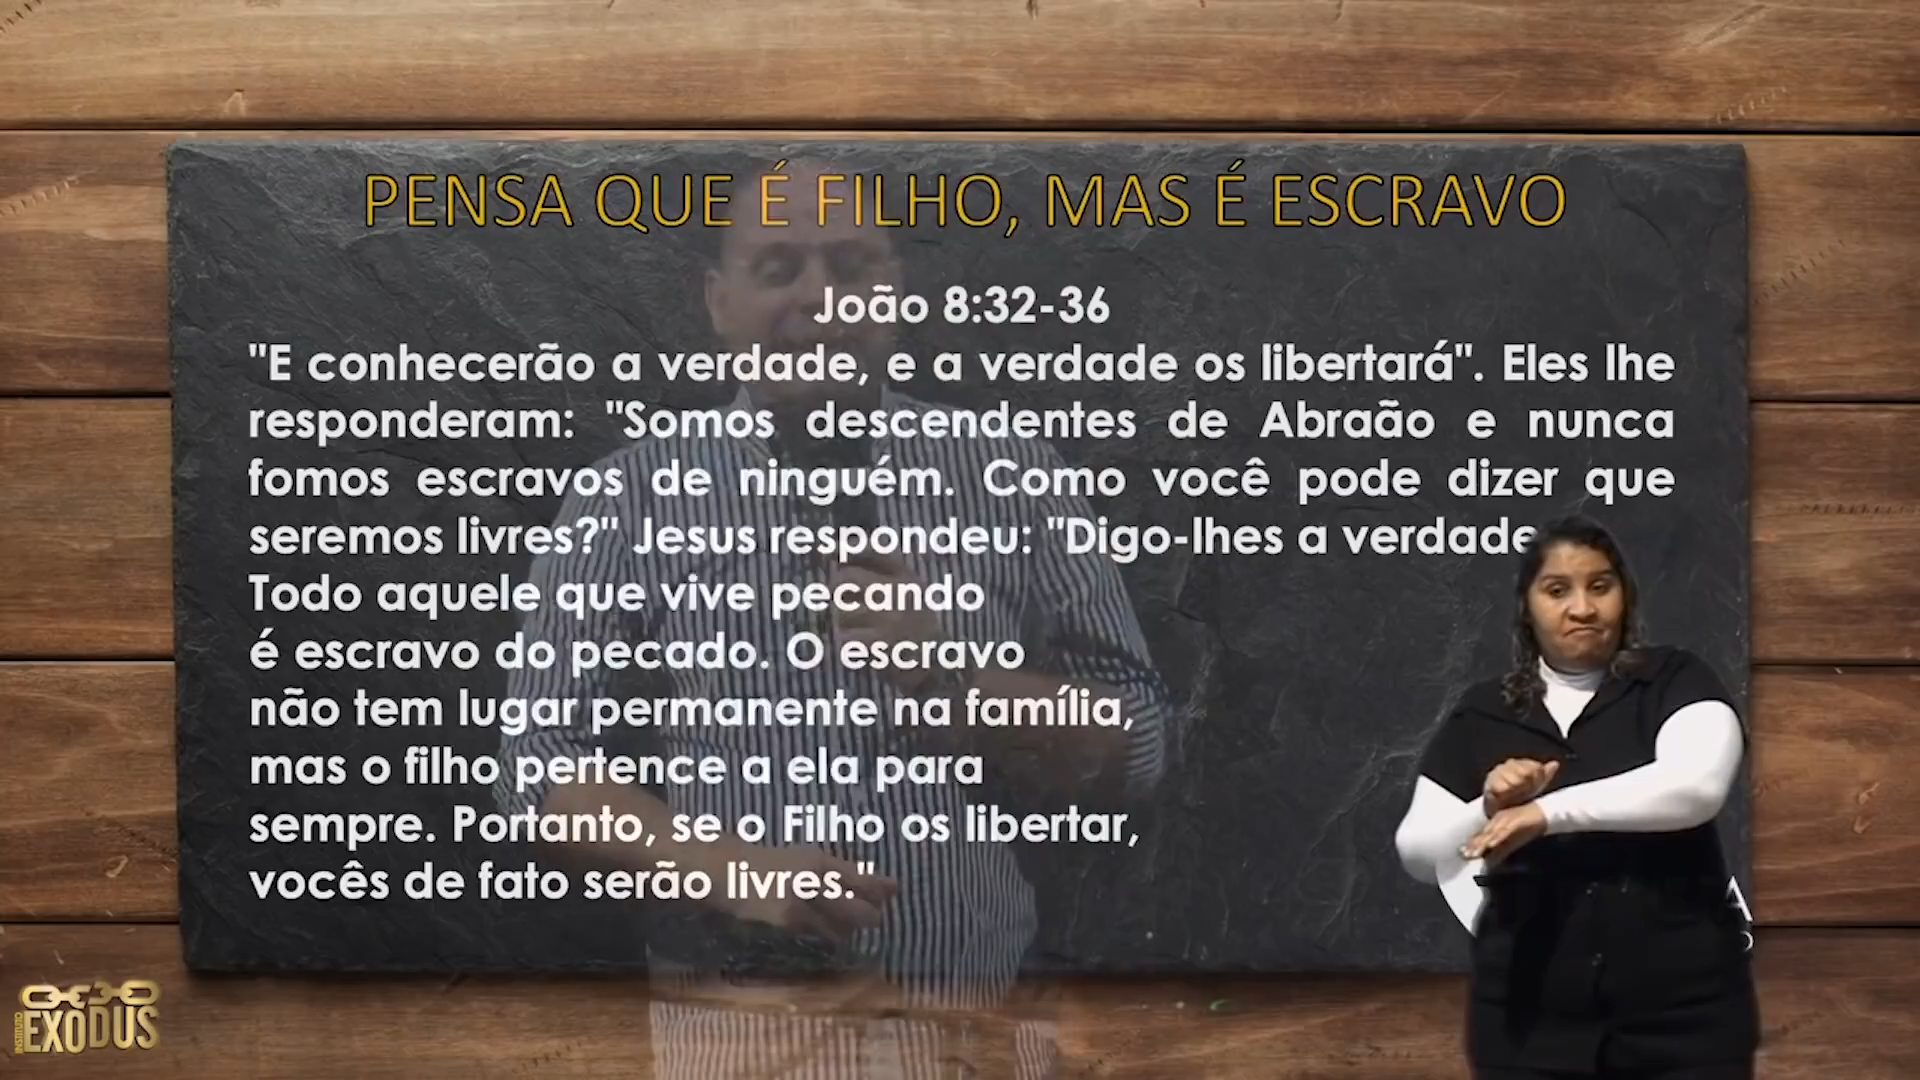 PENSA QUE É FILHO, MAS É ESCRAVO
João 8:32-36
"E conhecerão a verdade, e a verdade os libertará". Eles lhe
responderam: "Somos descendentes de Abraão e nunca
fomos escravos de ninguém. Como você pode dizer que
seremos livres?" Jesus respondeu: "Digo-lhes a verdade
Todo aquele que vive pecando
é escravo do pecado. O escravo
não tem lugar permanente na família,
mas o filho pertence a ela para
sempre. Portanto, se o Filho os libertar,
vocês de fato serão livres."
INSTITUTO
EXODUS